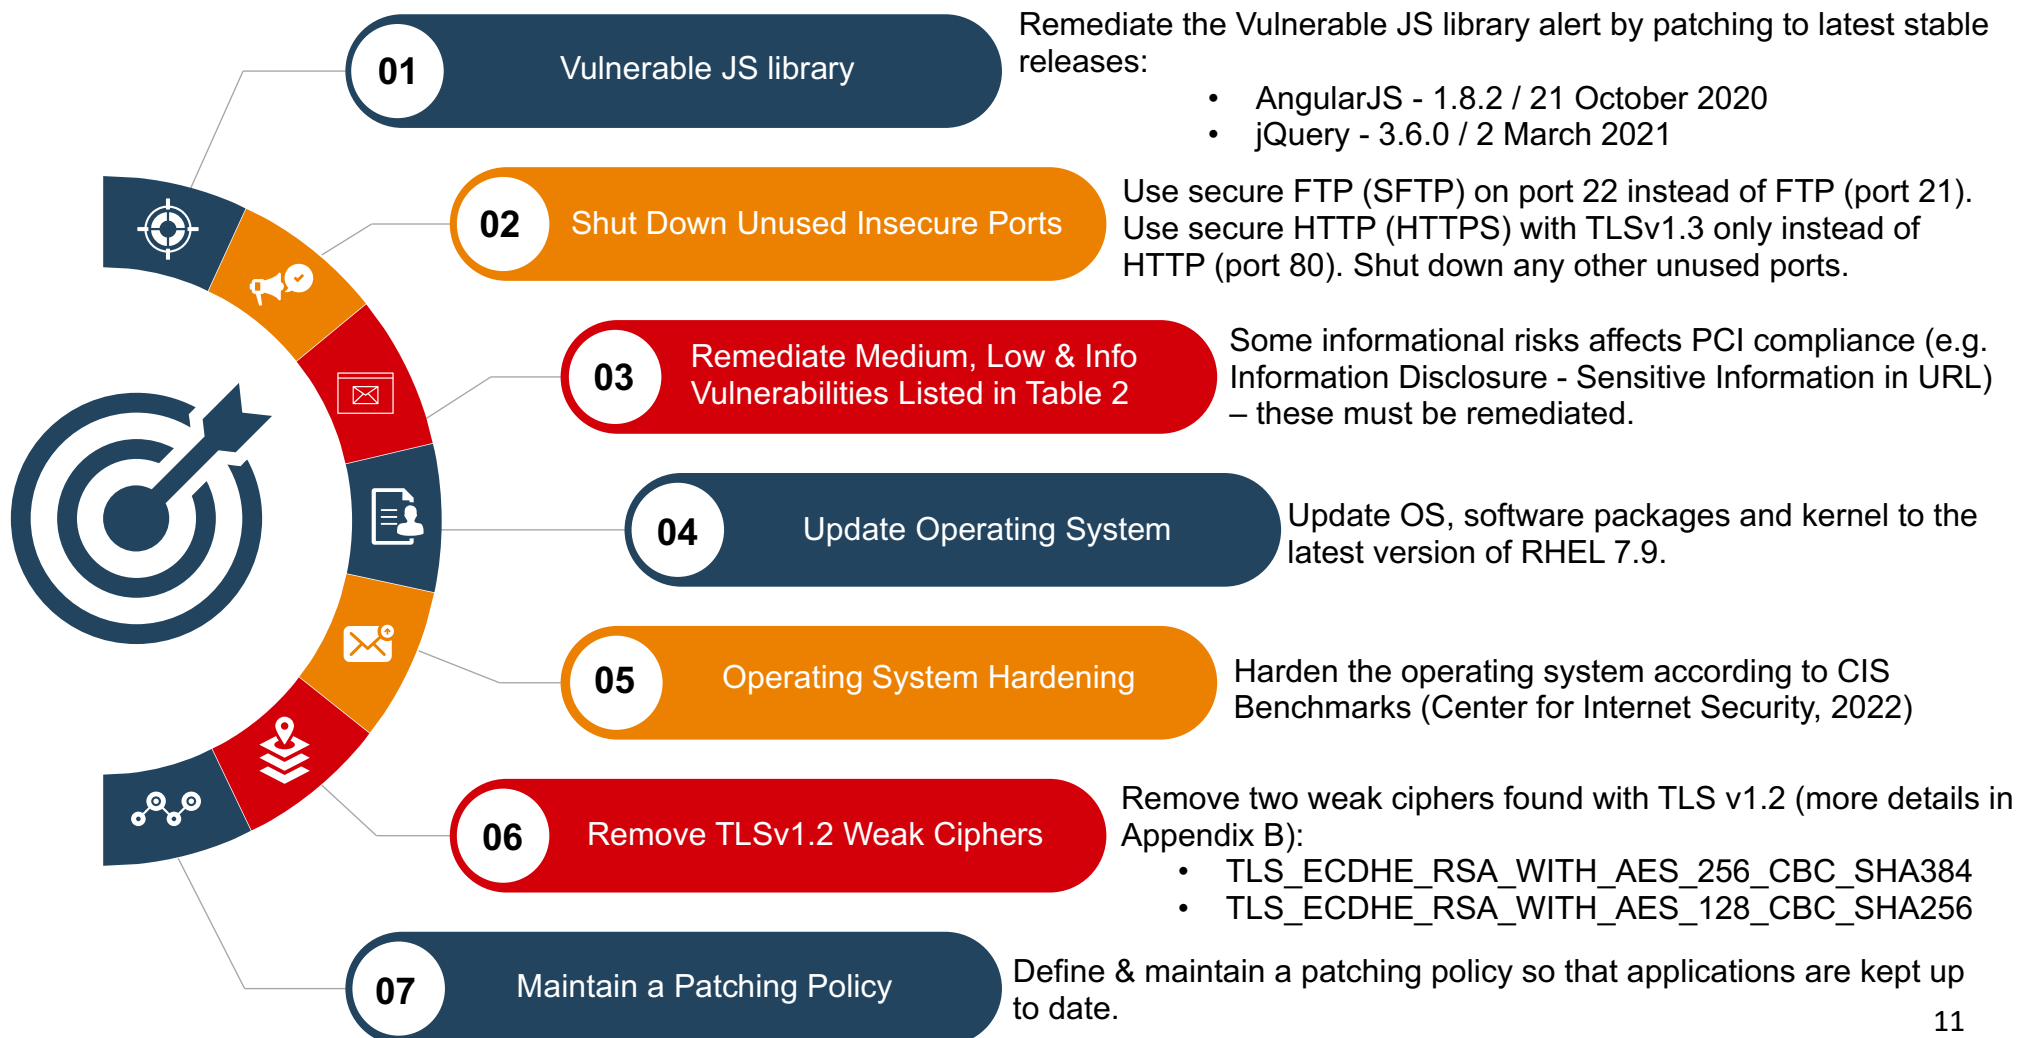 01
Vulnerable JS library
Remediate the Vulnerable JS library alert by patching to latest stable
releases:
• AngularJS - 1.8.2 / 21 October 2020
• jQuery - 3.6.0 / 2 March 2021
02
Shut Down Unused Insecure Ports
Use secure FTP (SFTP) on port 22 instead of FTP (port 21).
Use secure HTTP (HTTPS) with TLSv1.3 only instead of
HTTP (port 80). Shut down any other unused ports.
03
Remediate Medium, Low & Info
Vulnerabilities Listed in Table 2
Some informational risks affects PCI compliance (e.g.
Information Disclosure - Sensitive Information in URL)
– these must be remediated.
04
Update Operating System
Update OS, software packages and kernel to the
latest version of RHEL 7.9.
05
Operating System Hardening
Harden the operating system according to CIS
Benchmarks (Center for Internet Security, 2022)
06
Remove TLSv1.2 Weak Ciphers
Remove two weak ciphers found with TLS v1.2 (more details in
Appendix B):
• TLS_ECDHE_RSA_WITH_AES_256_CBC_SHA384
• TLS_ECDHE_RSA_WITH_AES_128_CBC_SHA256
07
Maintain a Patching Policy
Define & maintain a patching policy so that applications are kept up
to date.
11